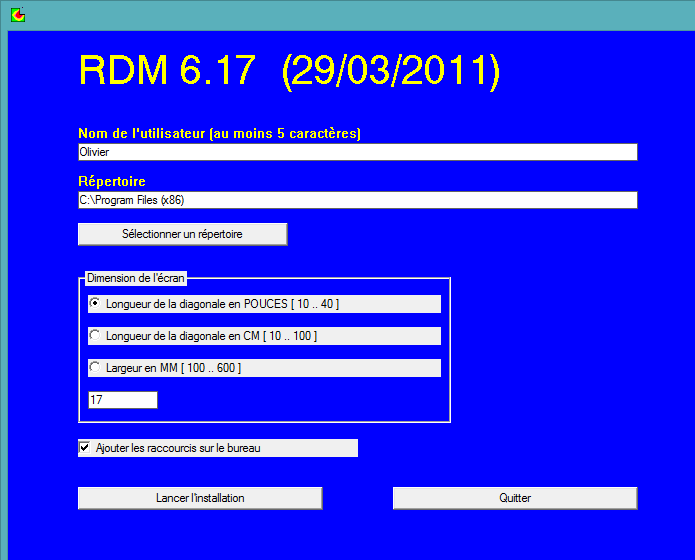 RDM 6.17 (29/03/2011)
Nom de l'utilisateur (au moins 5 caractères)
Olivier
Répertoire
C:\Program Files (x86)
Sélectionner un répertoire
Dimension de l'écran
Longueur de la diagonale en POUCES [ 10 .. 40 ]
Longueur de la diagonale en CM [ 10 .. 100 ]
Largeur en MM [ 100 .. 600 ]
17
Ajouter les raccourcis sur le bureau
Lancer l'installation
Quitter